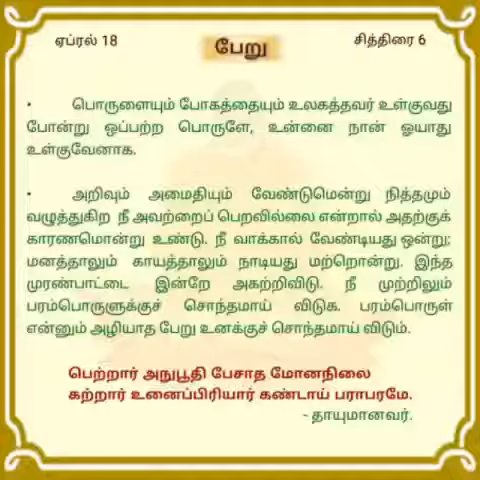 ஏப்ரல் 18
பேறு
சித்திரை 6
• பொருளையும் போகத்தையும் உலகத்தவர் உள்குவது
போன்று ஒப்பற்ற பொருளே, உன்னை நான் ஓயாது
உள்குவேனாக.
• அறிவும் அமைதியும் வேண்டுமென்று நித்தமும்
வழுத்துகிற நீ அவற்றைப் பெறவில்லை என்றால் அதற்குக்
காரணமொன்று உண்டு. நீ வாக்கால் வேண்டியது ஒன்று;
மனத்தாலும் காயத்தாலும் நாடியது மற்றொன்று. இந்த
முரண்பாட்டை இன்றே அகற்றிவிடு. நீ முற்றிலும்
பரம்பொருளுக்குச் சொந்தமாய் விடுக. பரம்பொருள்
என்னும் அழியாத பேறு உனக்குச் சொந்தமாய் விடும்.
பெற்றார் அநுபூதி பேசாத மோனநிலை
கற்றார் உனைப்பிரியார் கண்டாய் பராபரமே.
- தாயுமானவர்.